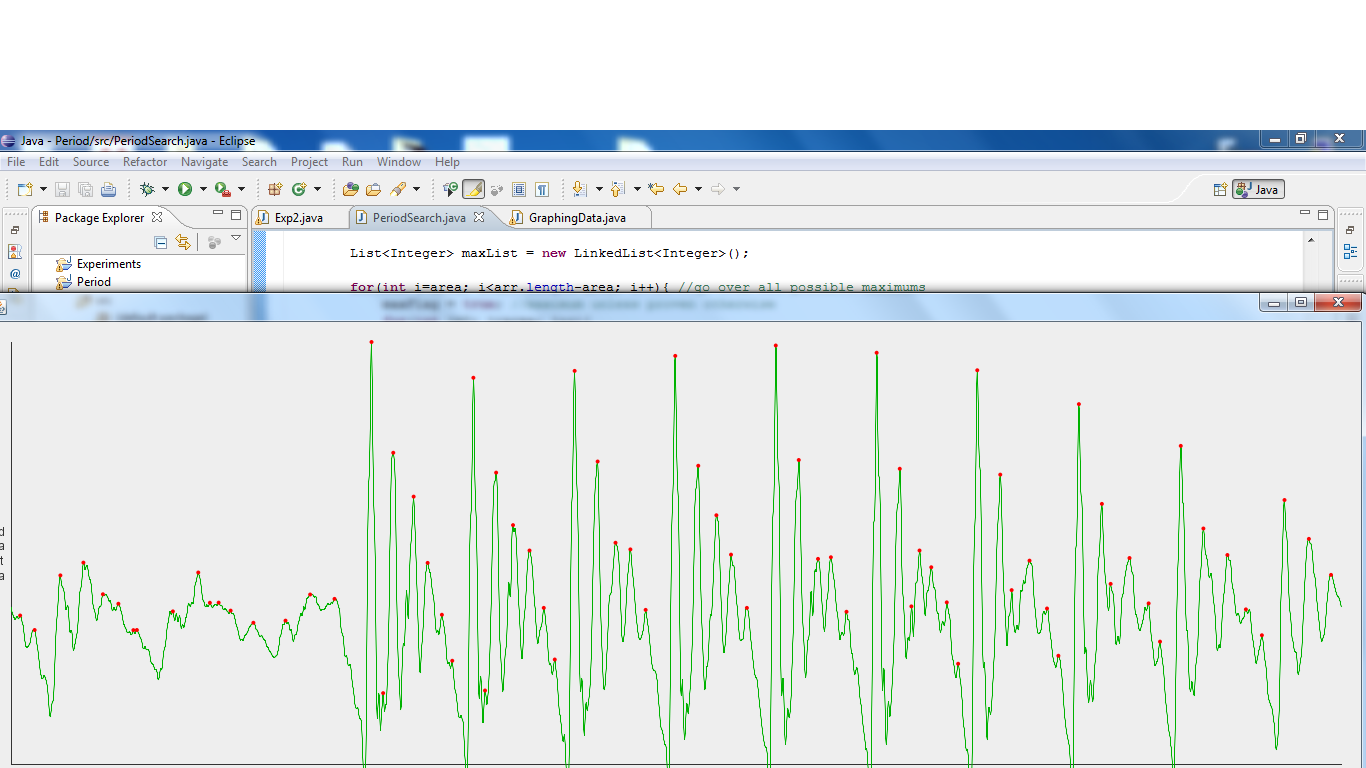 Java - Period/src/PeriodSearch.java - Eclipse
File Edit Source Refactor Navigate Search Project Run Window Help
Java
Package Explorer
Exp2.java PeriodSearch.java GraphingData.java
List<Integer> maxList = new LinkedList<Integer>();
Experiments
Period
for(int i=area; i<arr.length-area; i++){ //go over all possible maximums
d
a
t
a